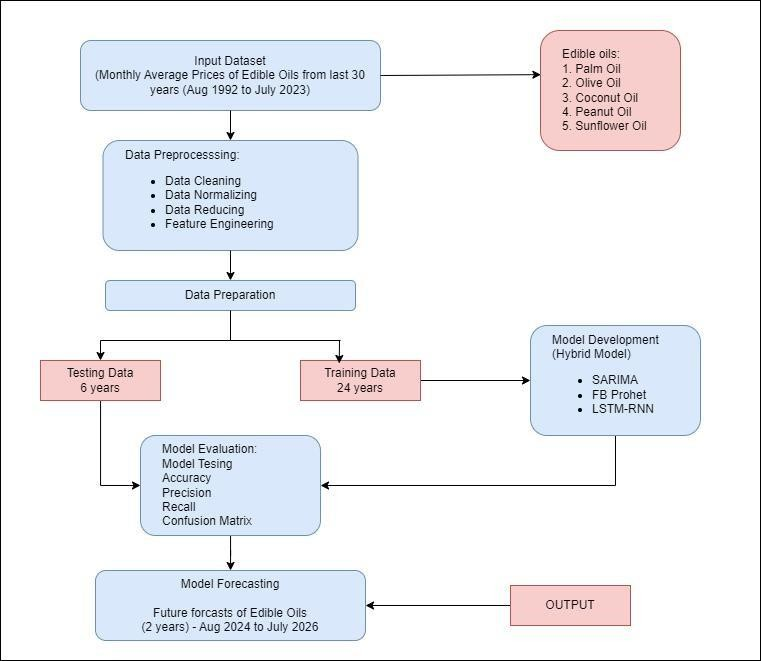 Input Dataset
(Monthly Average Prices of Edible Oils from last 30
years (Aug 1992 to July 2023)
Edible oils:
1. Palm Oil
2. Olive Oil
3. Coconut Oil
4. Peanut Oil
5. Sunflower Oil
Data Preprocesssing:
• Data Cleaning
• Data Normalizing
• Data Reducing
• Feature Engineering
Data Preparation
Testing Data
6 years
Training Data
24 years
Model Development
(Hybrid Model)
• SARIMA
• FB Prohet
• LSTM-RNN
Model Evaluation:
Model Tesing
Accuracy
Precision
Recall
Confusion Matrix
Model Forecasting
Future forcasts of Edible Oils
(2 years) - Aug 2024 to July 2026
OUTPUT